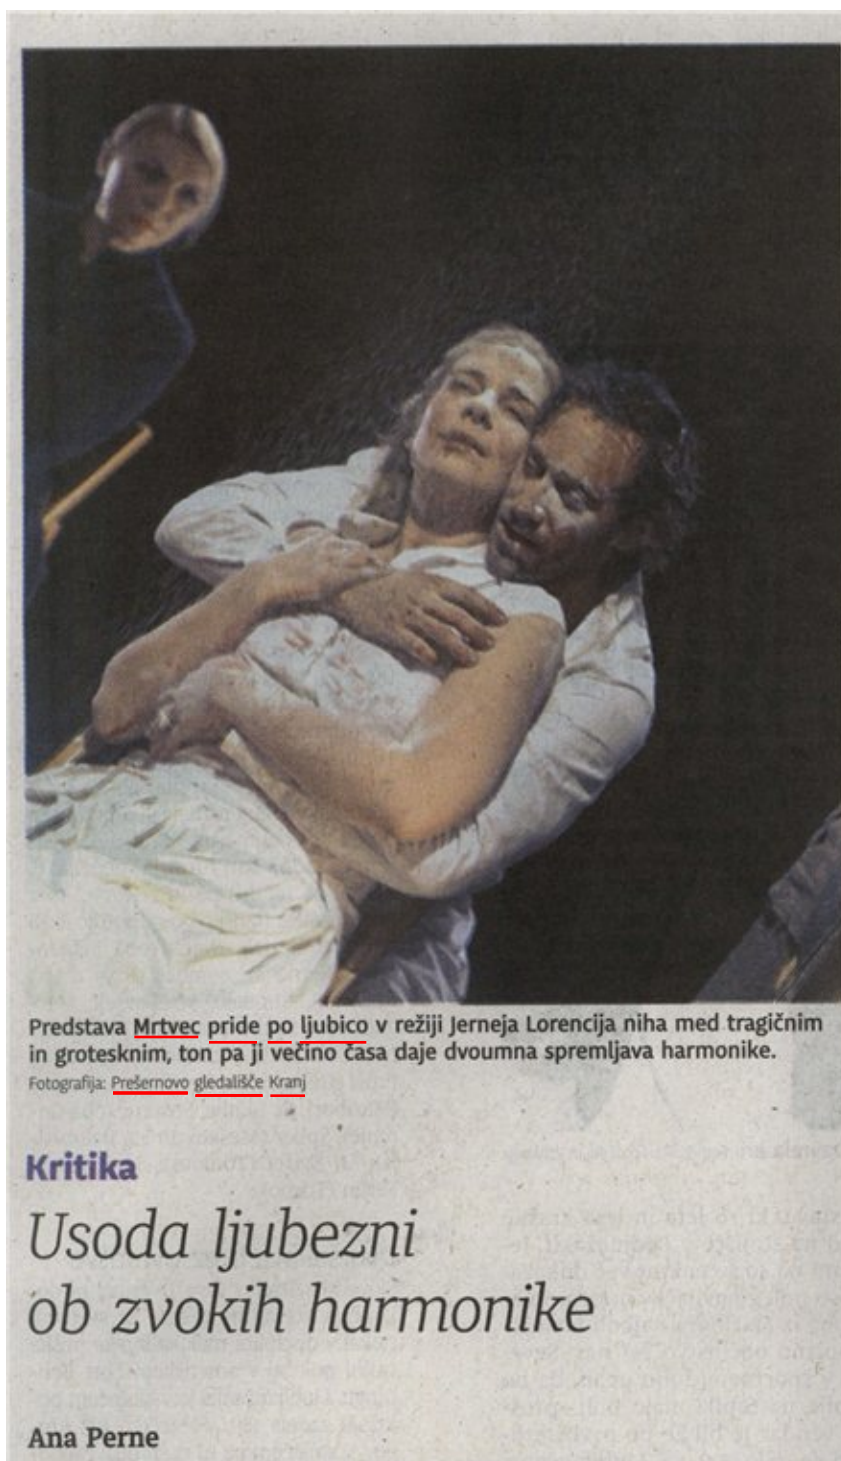 Predstava Mrtvec pride po ljubico v režiji Jerneja Lorencija niha med tragičnim
in grotesknim, ton pa ji večino časa daje dvoumna spremljava harmonike.
Fotografija: Prešernovo gledališče Kranj
Kritika
Usoda ljubezni
ob zvokih harmonike
Ana Perne